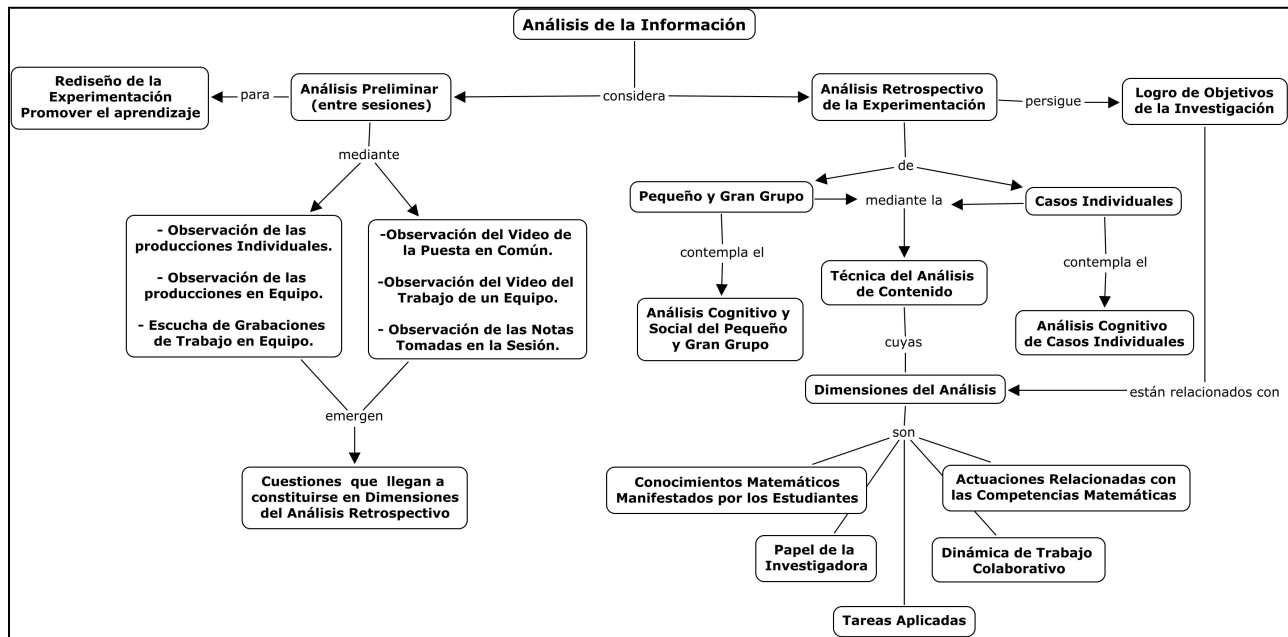 Análisis de la Información
Rediseño de la
Experimentación
Promover el aprendizaje
para
Análisis Preliminar
(entre sesiones)
considera
Análisis Retrospectivo
de la Experimentación
persigue
Logro de Objetivos
de la Investigación
mediante
de
Pequeño y Gran Grupo
mediante la
Casos Individuales
- Observación de las
producciones Individuales.
- Observación de las
producciones en Equipo.
- Escucha de Grabaciones
de Trabajo en Equipo.
-Observación del Video de
la Puesta en Común.
-Observación del Video del
Trabajo de un Equipo.
- Observación de las Notas
Tomadas en la Sesión.
contempla el
contempla el
Técnica del Análisis
de Contenido
Análisis Cognitivo y
Social del Pequeño
y Gran Grupo
Análisis Cognitivo
de Casos Individuales
cuyas
Dimensiones del Análisis
están relacionados con
emergen
son
Cuestiones que llegan a
constituirse en Dimensiones
del Análisis Retrospectivo
Conocimientos Matemáticos
Manifestados por los Estudiantes
Actuaciones Relacionadas con
las Competencias Matemáticas
Papel de la
Investigadora
Dinámica de Trabajo
Colaborativo
Tareas Aplicadas